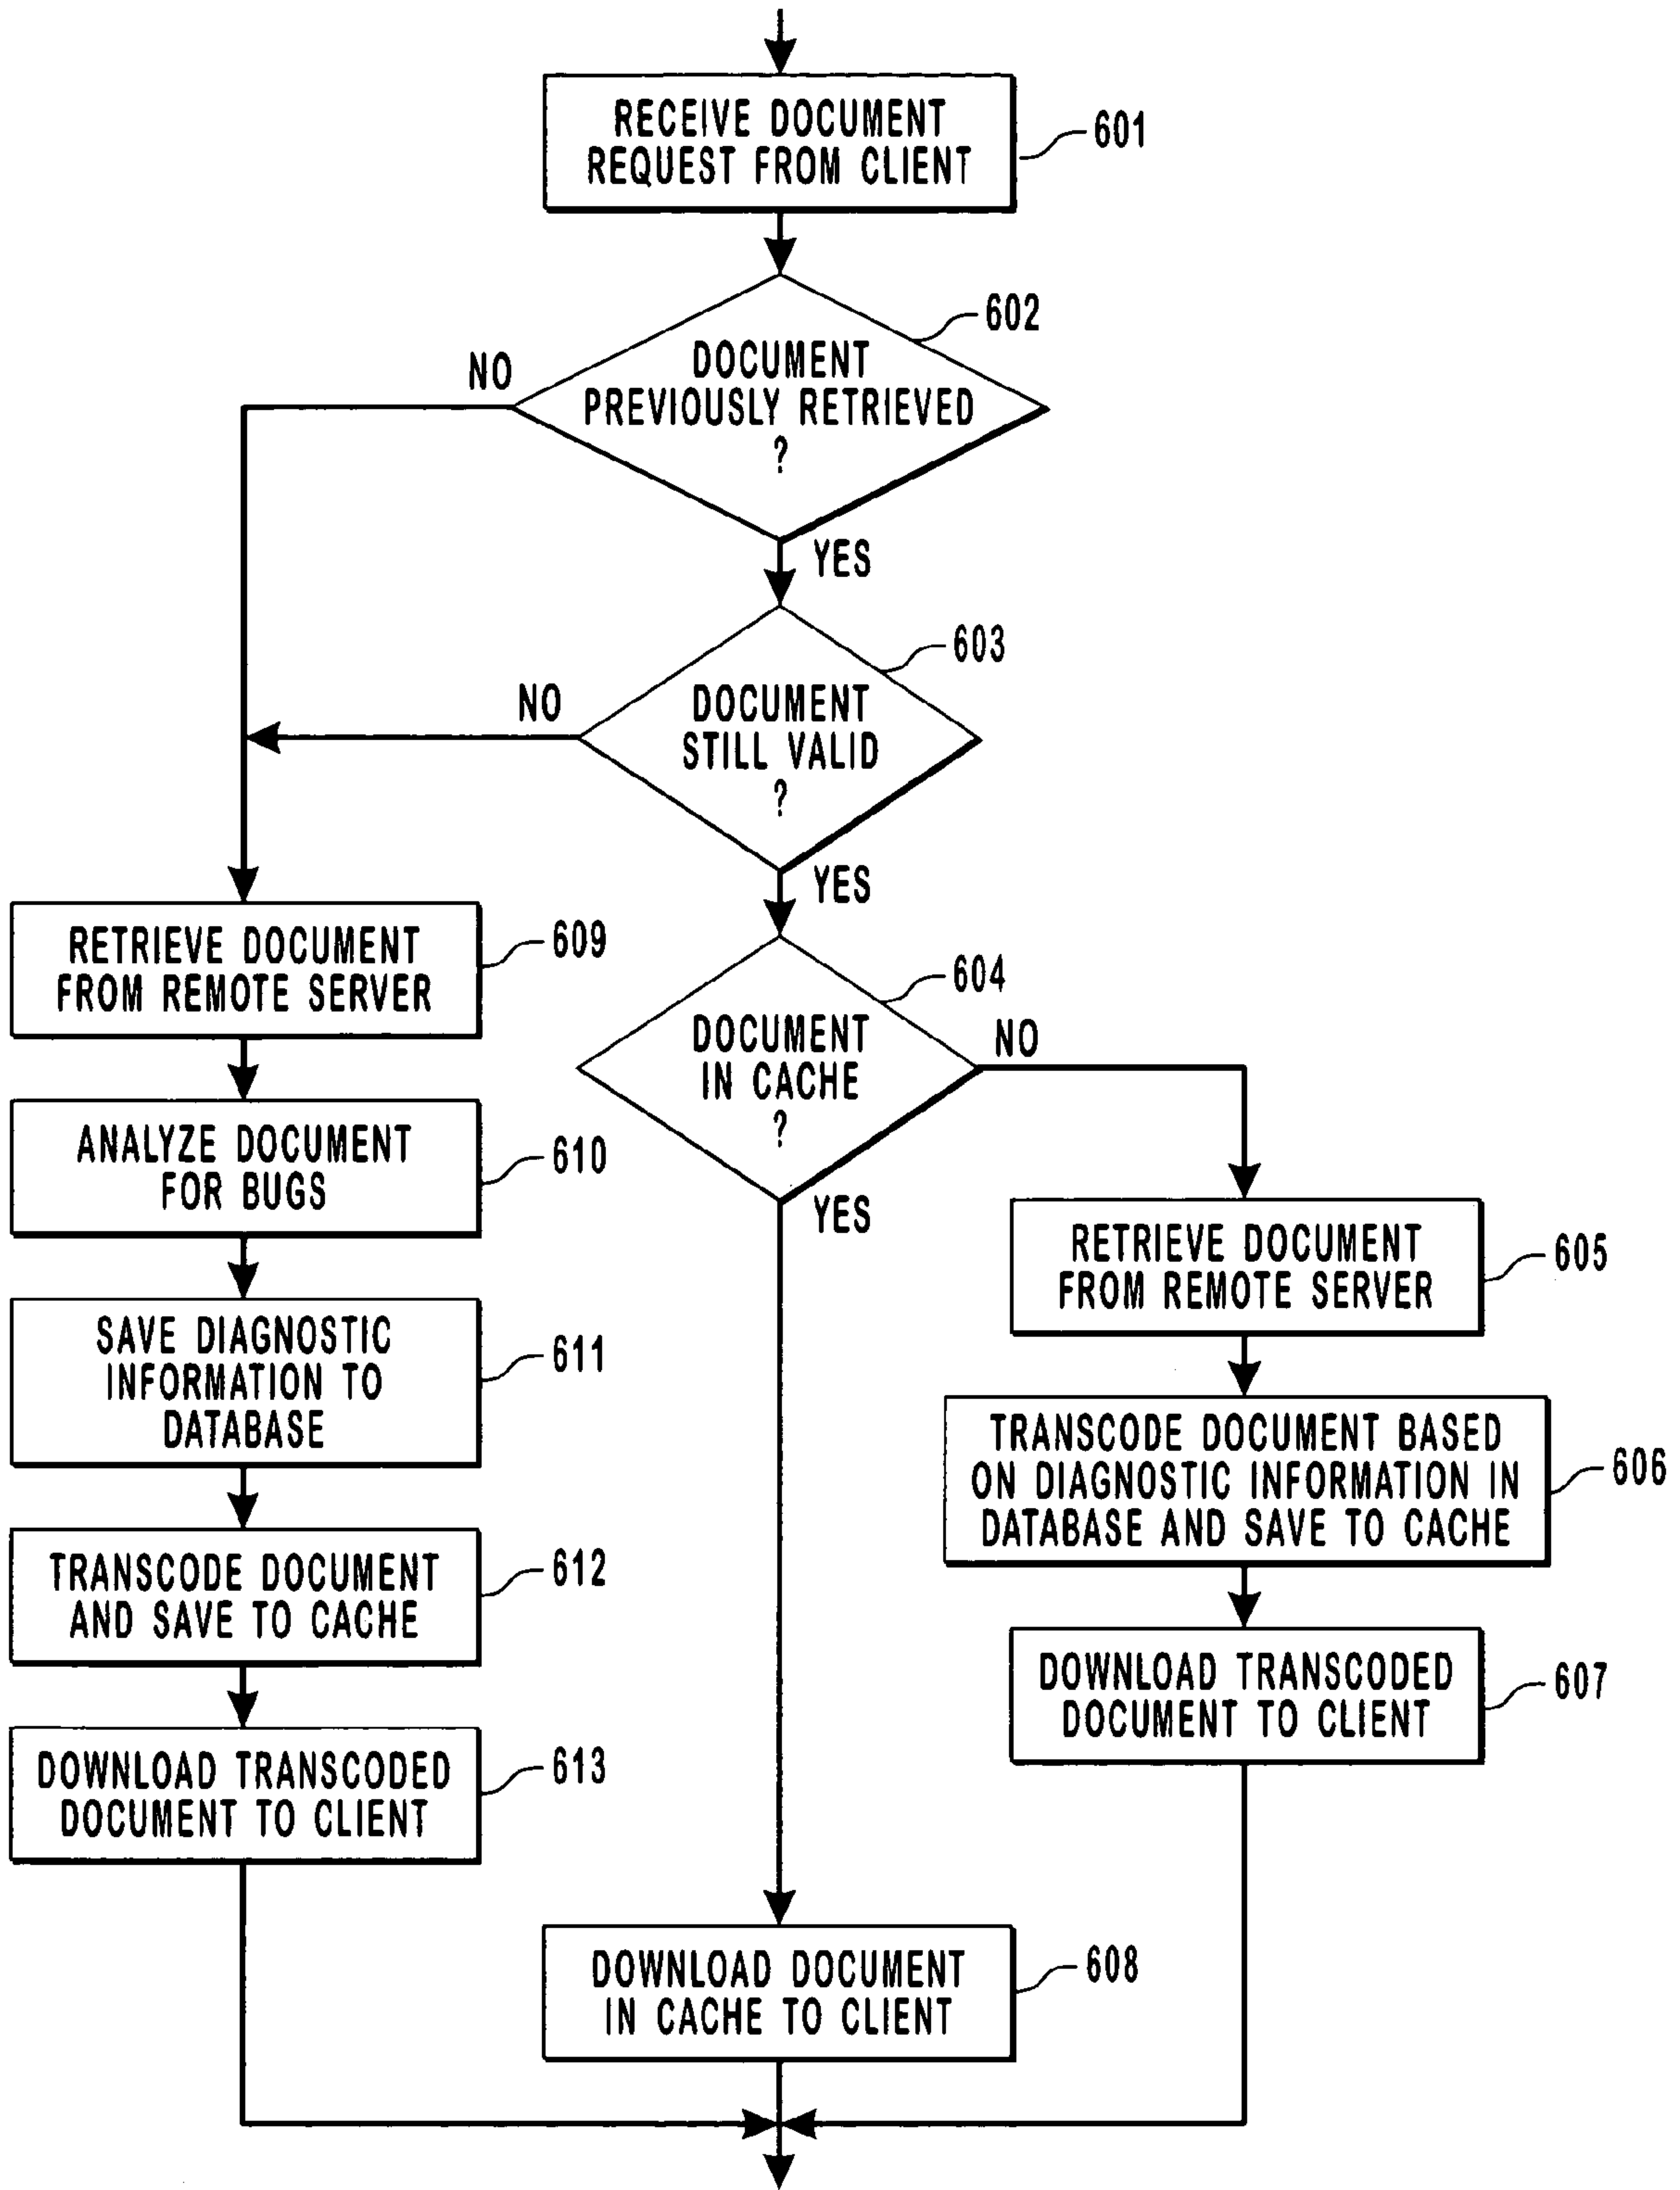 RECEIVE DOCUMENT
REQUEST FROM CLIENT
601
602
DOCUMENT
PREVIOUSLY RETRIEVED
?
NO
YES
603
DOCUMENT
STILL VALID
?
NO
YES
604
DOCUMENT
IN CACHE
?
NO
YES
RETRIEVE DOCUMENT
FROM REMOTE SERVER
609
ANALYZE DOCUMENT
FOR BUGS
610
SAVE DIAGNOSTIC
INFORMATION TO
DATABASE
611
TRANSCODE DOCUMENT
AND SAVE TO CACHE
612
DOWNLOAD TRANSCODED
DOCUMENT TO CLIENT
613
RETRIEVE DOCUMENT
FROM REMOTE SERVER
605
TRANSCODE DOCUMENT BASED
ON DIAGNOSTIC INFORMATION IN
DATABASE AND SAVE TO CACHE
606
DOWNLOAD TRANSCODED
DOCUMENT TO CLIENT
607
DOWNLOAD DOCUMENT
IN CACHE TO CLIENT
608